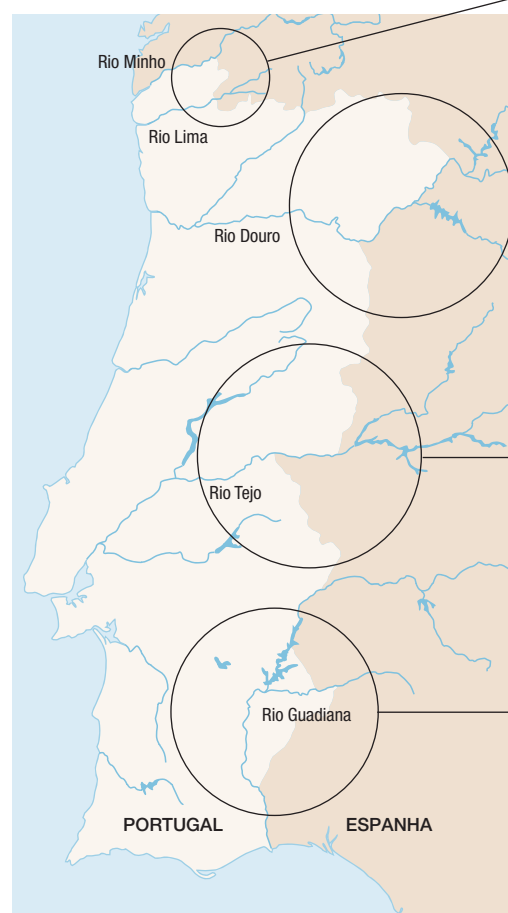 Rio Minho
Rio Lima
Rio Douro
Rio Tejo
Rio Guadiana
PORTUGAL
ESPANHA